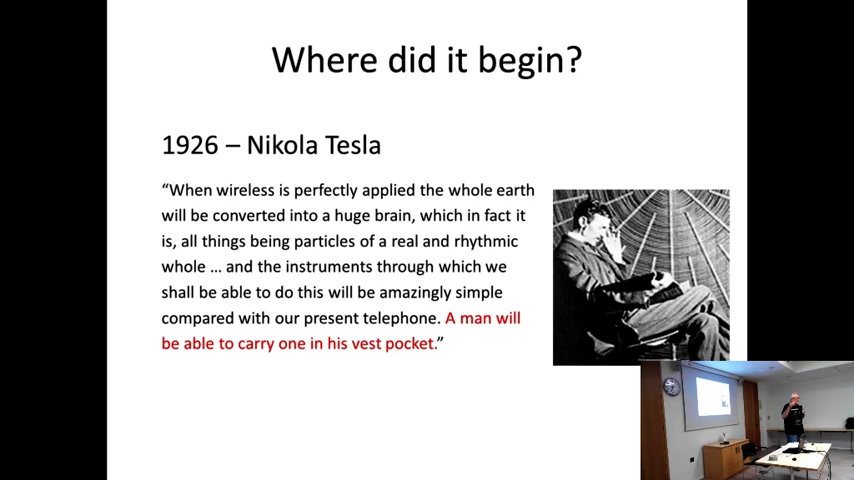 Where did it begin?
1926 – Nikola Tesla
“When wireless is perfectly applied the whole earth
will be converted into a huge brain, which in fact it
is, all things being particles of a real and rhythmic
whole … and the instruments through which we
shall be able to do this will be amazingly simple
compared with our present telephone. A man will
be able to carry one in his vest pocket.”